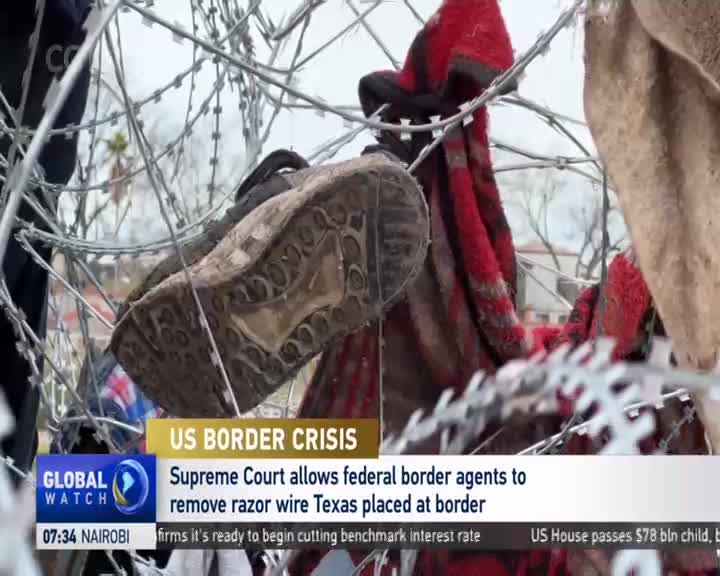 US BORDER CRISIS
Supreme Court allows federal border agents to
remove razor wire Texas placed at border
GLOBAL
WATCH
07:34 NAIROBI
it's ready to begin cutting benchmark interest rate
US House passes $78 bln child,